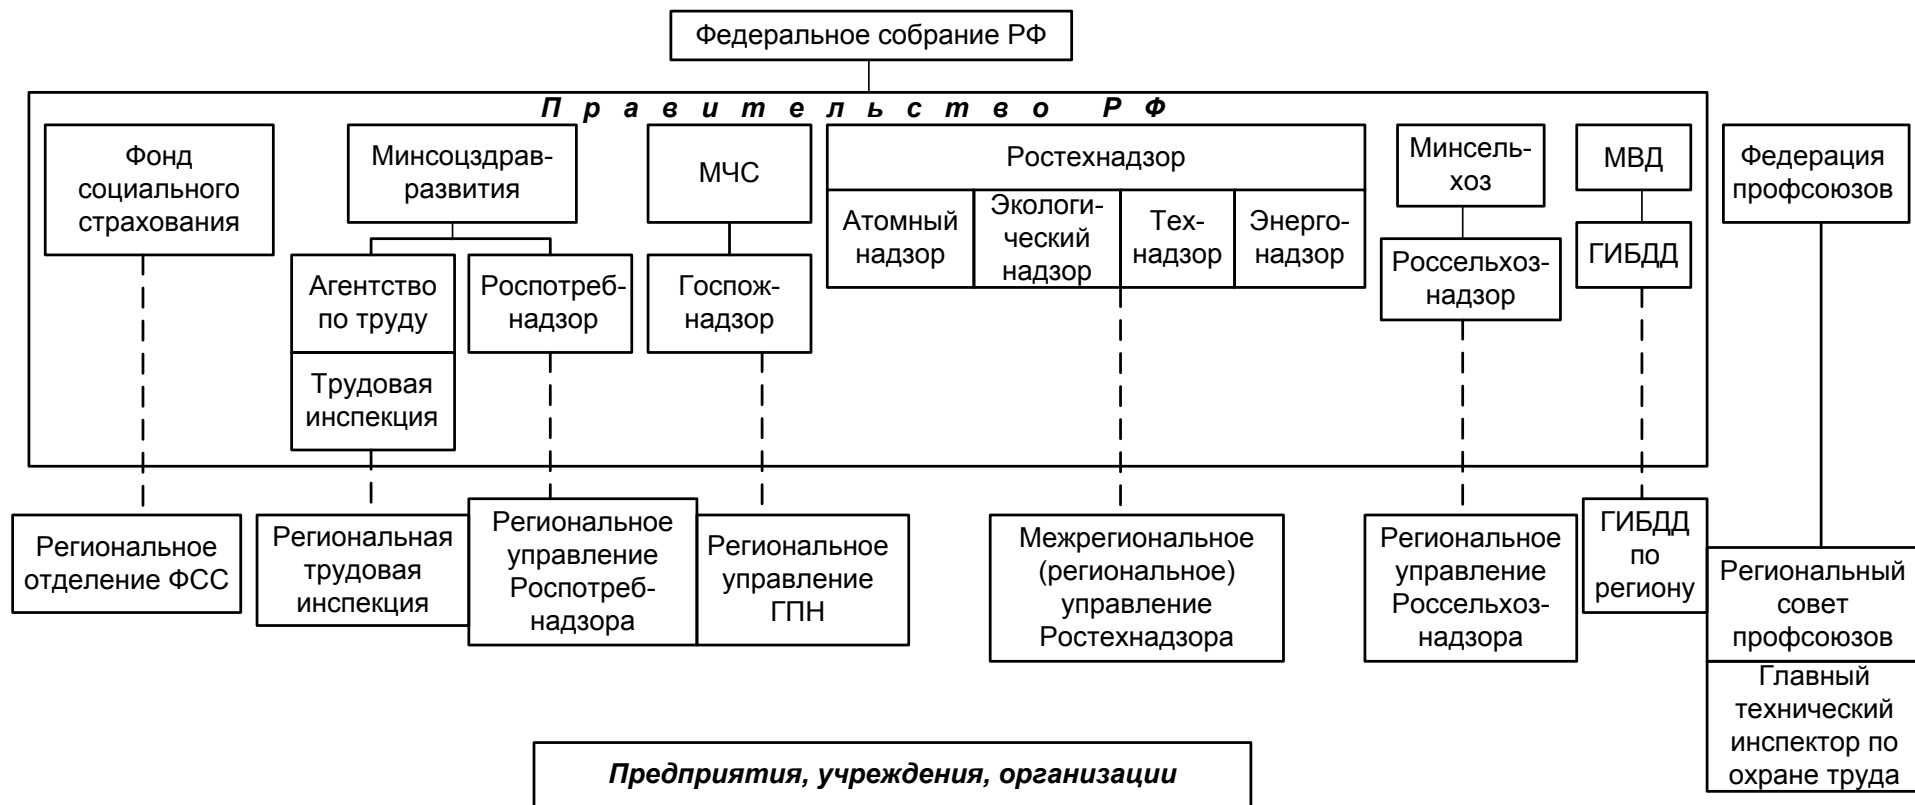 Федеральное собрание РФ
Правительство РФ
Фонд
социального
страхования
Минсоцздрав-
развития
МЧС
Ростехнадзор
Атомный
надзор
Экологи-
ческий
надзор
Тех-
надзор
Энерго-
надзор
Минсель-
хоз
МВД
Федерация
профсоюзов
Агентство
по труду
Роспотреб-
надзор
Госпож-
надзор
Россельхоз-
надзор
ГИБДД
Трудовая
инспекция
Региональное
отделение ФСС
Региональная
трудовая
инспекция
Региональное
управление
Роспотреб-
надзора
Региональное
управление
ГПН
Межрегиональное
(региональное)
управление
Ростехнадзора
Региональное
управление
Россельхоз-
надзора
ГИБДД
по
региону
Региональный
совет
профсоюзов
Главный
технический
инспектор по
охране труда
Предприятия, учреждения, организации